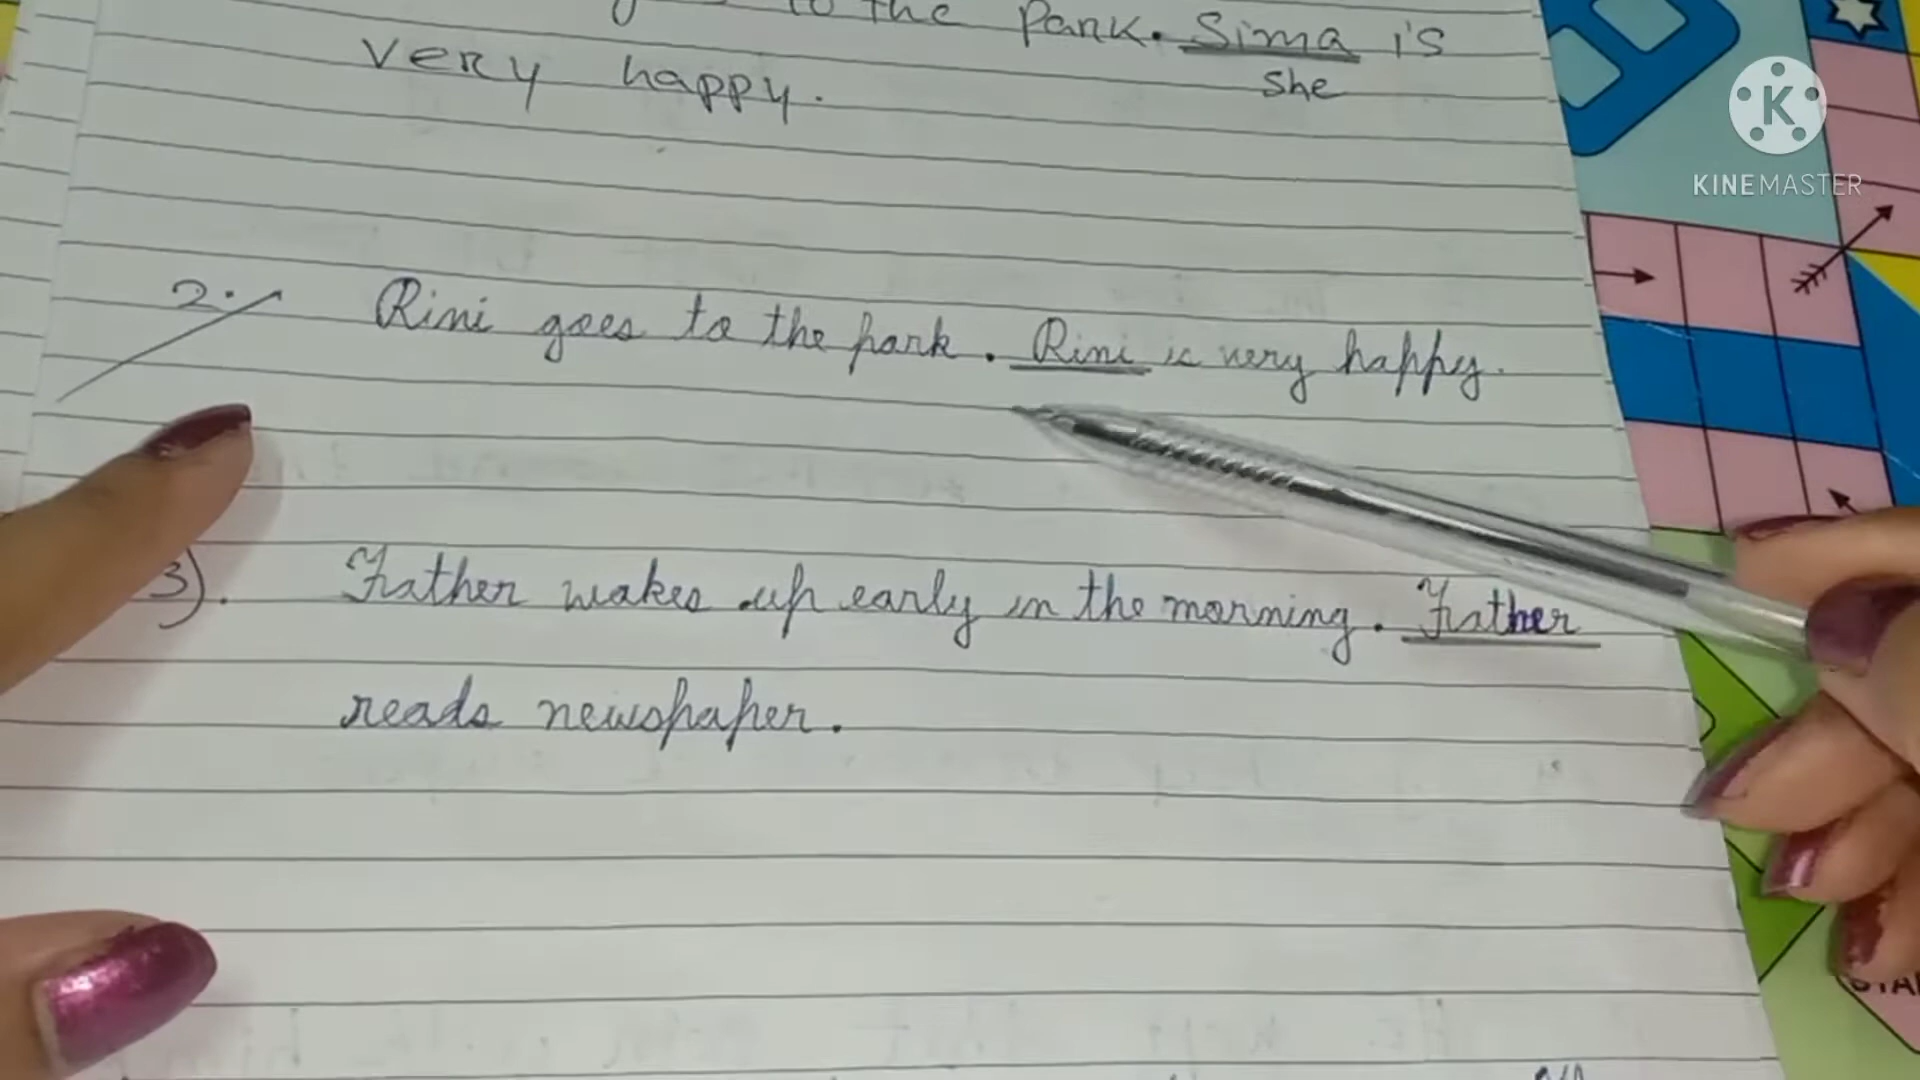 to the Park. Sima is
very happy.
she
2. Rini goes to the park. Rini is very happy.
3). Father wakes up early in the morning. Father
reads newspaper.
KINEMASTER